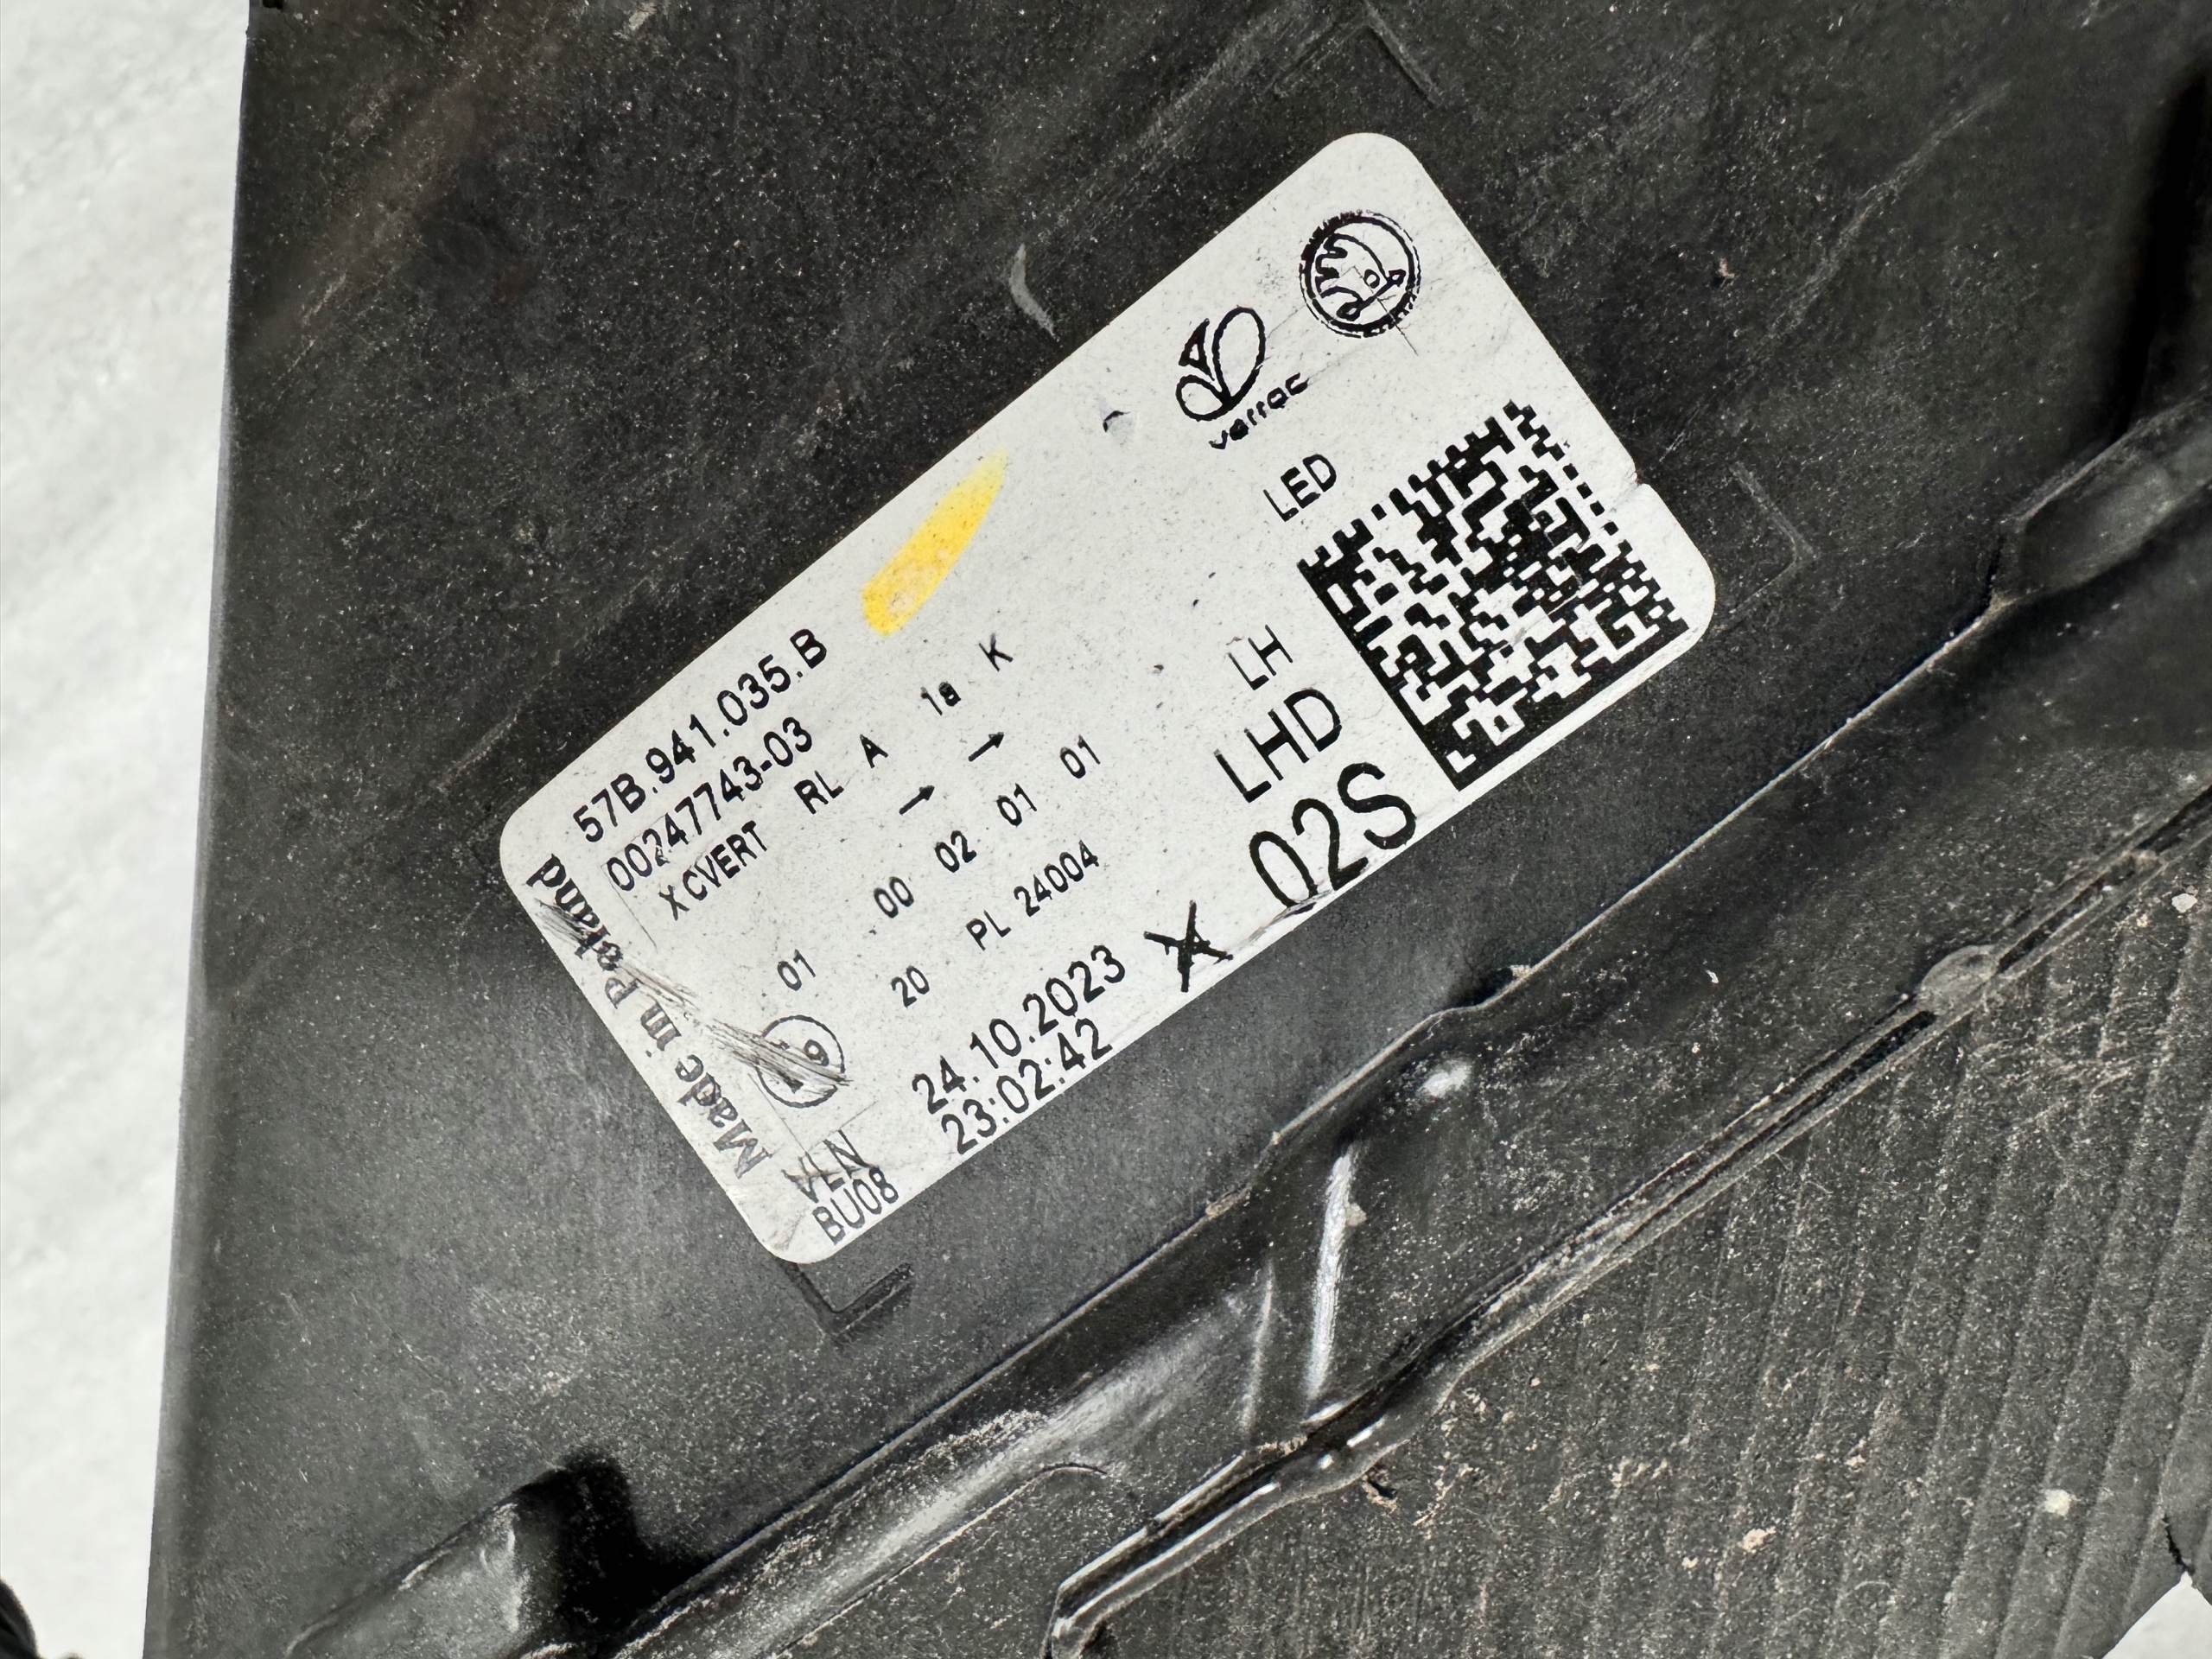 57B.941.035.B
00247743-03
X CVERT RL A 1a K
01 00 02 01 01
20 PL 24004
24.10.2023
23:02:42
BU08
Made in Poland
varroc
LED
LH
LHD
02S
X